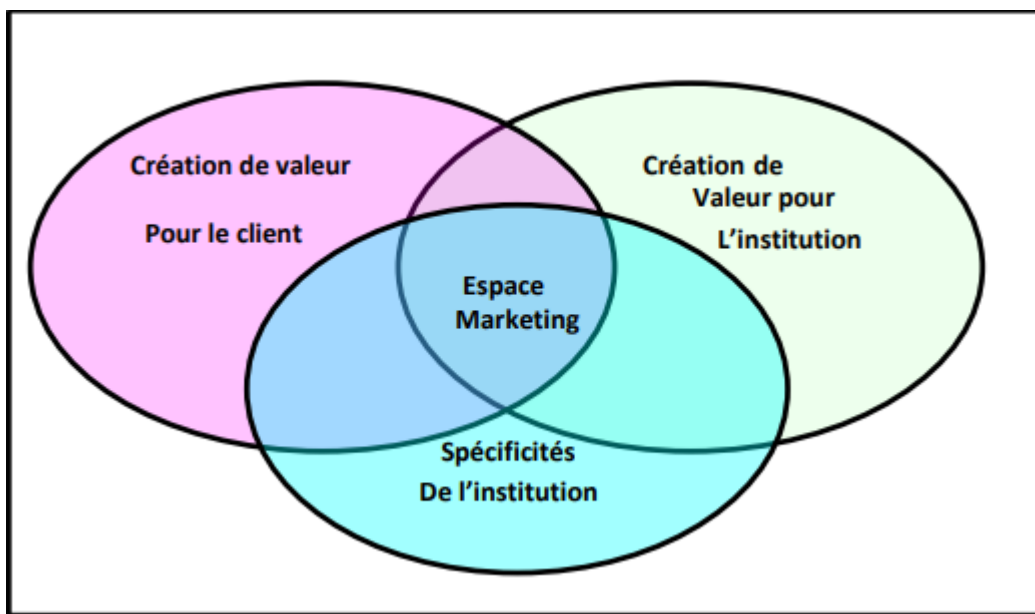 Création de valeur
Pour le client
Création de
Valeur pour
L’institution
Espace
Marketing
Spécificités
De l’institution